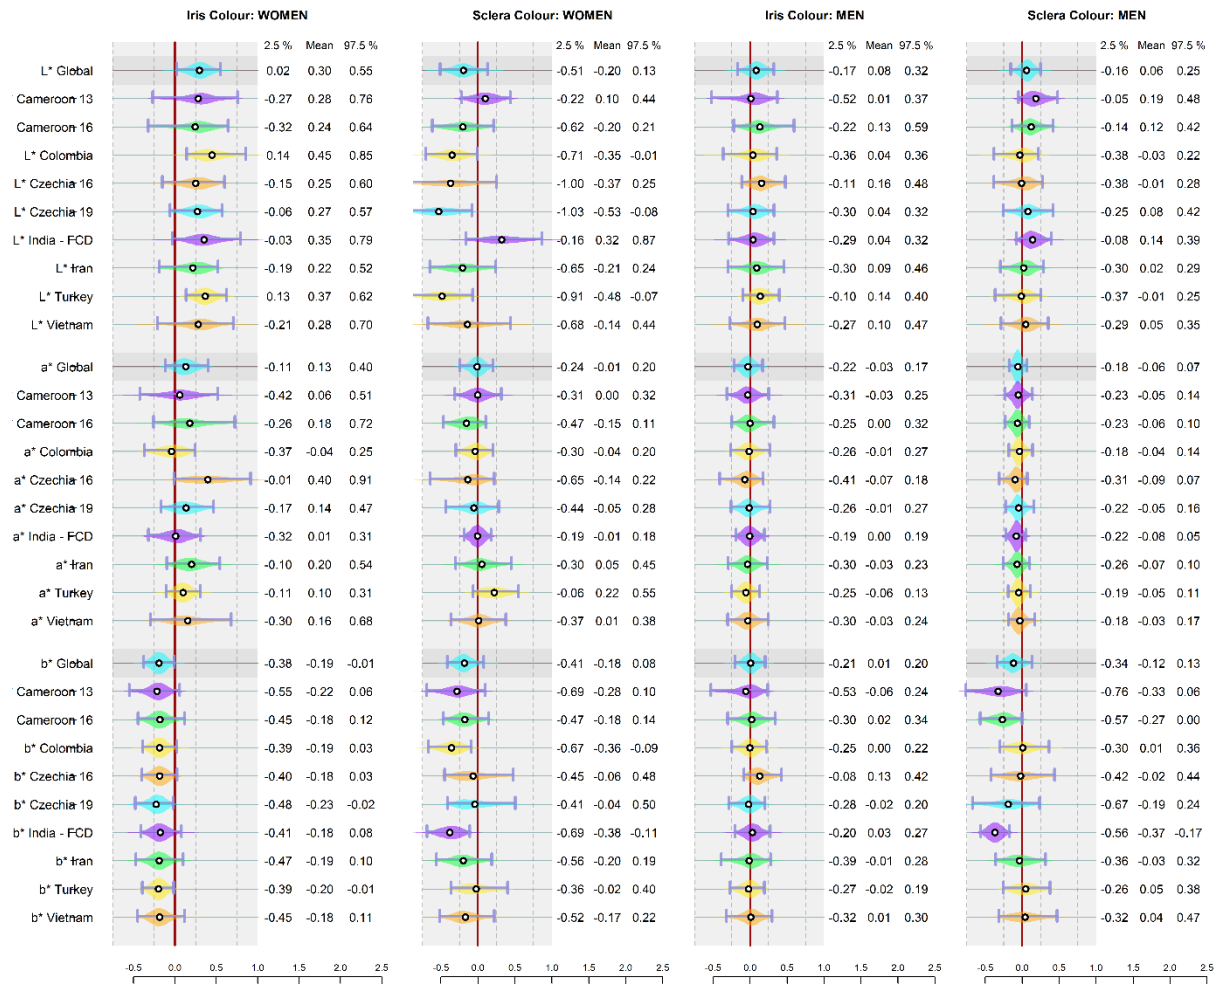 Iris Colour: WOMEN Sclera Colour: WOMEN Iris Colour: MEN Sclera Colour: MEN
2.5 % Mean 97.5 % 2.5 % Mean 97.5 % 2.5 % Mean 97.5 % 2.5 % Mean 97.5 %
L* Global 0.02 0.30 0.55 -0.51 -0.20 0.13 -0.17 0.08 0.32 -0.16 0.06 0.25
Cameroon 13 -0.27 0.28 0.76 -0.22 0.10 0.44 -0.52 0.01 0.37 -0.05 0.19 0.48
Cameroon 16 -0.32 0.24 0.64 -0.62 -0.20 0.21 -0.22 0.13 0.59 -0.14 0.12 0.42
L* Colombia 0.14 0.45 0.85 -0.71 -0.35 -0.01 -0.36 0.04 0.36 -0.38 -0.03 0.22
L* Czechia 16 -0.15 0.25 0.60 -1.00 -0.37 0.25 -0.11 0.16 0.48 -0.38 -0.01 0.28
L* Czechia 19 -0.06 0.27 0.57 -1.03 -0.53 -0.08 -0.30 0.04 0.32 -0.25 0.08 0.42
L* India - FCD -0.03 0.35 0.79 -0.16 0.32 0.87 -0.29 0.04 0.32 -0.08 0.14 0.39
L* Iran -0.19 0.22 0.52 -0.65 -0.21 0.24 -0.30 0.09 0.46 -0.30 0.02 0.29
L* Turkey 0.13 0.37 0.62 -0.91 -0.48 -0.07 -0.10 0.14 0.40 -0.37 -0.01 0.25
L* Vietnam -0.21 0.28 0.70 -0.68 -0.14 0.44 -0.27 0.10 0.47 -0.29 0.05 0.35
a* Global -0.11 0.13 0.40 -0.24 -0.01 0.20 -0.22 -0.03 0.17 -0.18 -0.06 0.07
Cameroon 13 -0.42 0.06 0.51 -0.31 0.00 0.32 -0.31 -0.03 0.25 -0.23 -0.05 0.14
Cameroon 16 -0.26 0.18 0.72 -0.47 -0.15 0.11 -0.25 0.00 0.32 -0.23 -0.06 0.10
a* Colombia -0.37 -0.04 0.25 -0.30 -0.04 0.20 -0.26 -0.01 0.27 -0.18 -0.04 0.14
a* Czechia 16 -0.01 0.40 0.91 -0.65 -0.14 0.22 -0.41 -0.07 0.18 -0.31 -0.09 0.07
a* Czechia 19 -0.17 0.14 0.47 -0.44 -0.05 0.28 -0.26 -0.01 0.27 -0.22 -0.05 0.16
a* India - FCD -0.32 0.01 0.31 -0.19 -0.01 0.18 -0.19 0.00 0.19 -0.22 -0.08 0.05
a* Iran -0.10 0.20 0.54 -0.30 0.05 0.45 -0.30 -0.03 0.23 -0.26 -0.07 0.10
a* Turkey -0.11 0.10 0.31 -0.06 0.22 0.55 -0.25 -0.06 0.13 -0.19 -0.05 0.11
a* Vietnam -0.30 0.16 0.68 -0.37 0.01 0.38 -0.30 -0.03 0.24 -0.18 -0.03 0.17
b* Global -0.38 -0.19 -0.01 -0.41 -0.18 0.08 -0.21 0.01 0.20 -0.34 -0.12 0.13
Cameroon 13 -0.55 -0.22 0.06 -0.69 -0.28 0.10 -0.53 -0.06 0.24 -0.76 -0.33 0.06
Cameroon 16 -0.45 -0.18 0.12 -0.47 -0.18 0.14 -0.30 0.02 0.34 -0.57 -0.27 0.00
b* Colombia -0.39 -0.19 0.03 -0.67 -0.36 -0.09 -0.25 0.00 0.22 -0.30 0.01 0.36
b* Czechia 16 -0.40 -0.18 0.03 -0.45 -0.06 0.48 -0.08 0.13 0.42 -0.42 -0.02 0.44
b* Czechia 19 -0.48 -0.23 -0.02 -0.41 -0.04 0.50 -0.28 -0.02 0.20 -0.67 -0.19 0.24
b* India - FCD -0.41 -0.18 0.08 -0.69 -0.38 -0.11 -0.20 0.03 0.27 -0.56 -0.37 -0.17
b* Iran -0.47 -0.19 0.10 -0.56 -0.20 0.19 -0.39 -0.01 0.28 -0.36 -0.03 0.32
b* Turkey -0.39 -0.20 -0.01 -0.36 -0.02 0.40 -0.27 -0.02 0.19 -0.26 0.05 0.38
b* Vietnam -0.45 -0.18 0.11 -0.52 -0.17 0.22 -0.32 0.01 0.30 -0.32 0.04 0.47
-0.5 0.0 0.5 1.0 1.5 2.0 2.5 -0.5 0.0 0.5 1.0 1.5 2.0 2.5 -0.5 0.0 0.5 1.0 1.5 2.0 2.5 -0.5 0.0 0.5 1.0 1.5 2.0 2.5